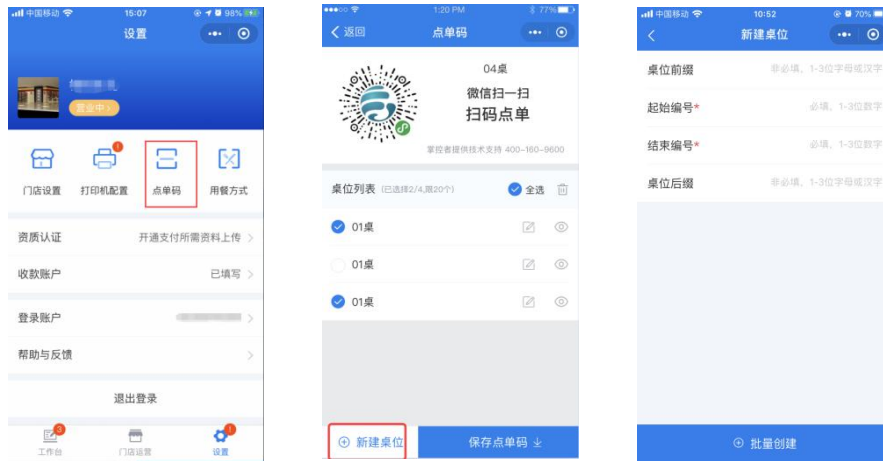 中国移动 15:07 98%
设置
营业中>
门店设置 打印机配置 点单码 用餐方式
资质认证 开通支付所需资料上传 >
收款账户 已填写 >
登录账户 >
帮助与反馈 >
退出登录
3
工作台 门店运营 设置
1:20 PM 77%
返回 点单码
04桌
微信扫一扫
扫码点单
掌控者提供技术支持 400-160-9600
桌位列表 (已选择2/4,限20个) 全选
01桌
01桌
01桌
新建桌位 保存点单码
中国移动 10:52 70%
新建桌位
桌位前缀 非必填，1-3位字母或汉字
起始编号* 必填，1-3位数字
结束编号* 必填，1-3位数字
桌位后缀 非必填，1-3位字母或汉字
批量创建